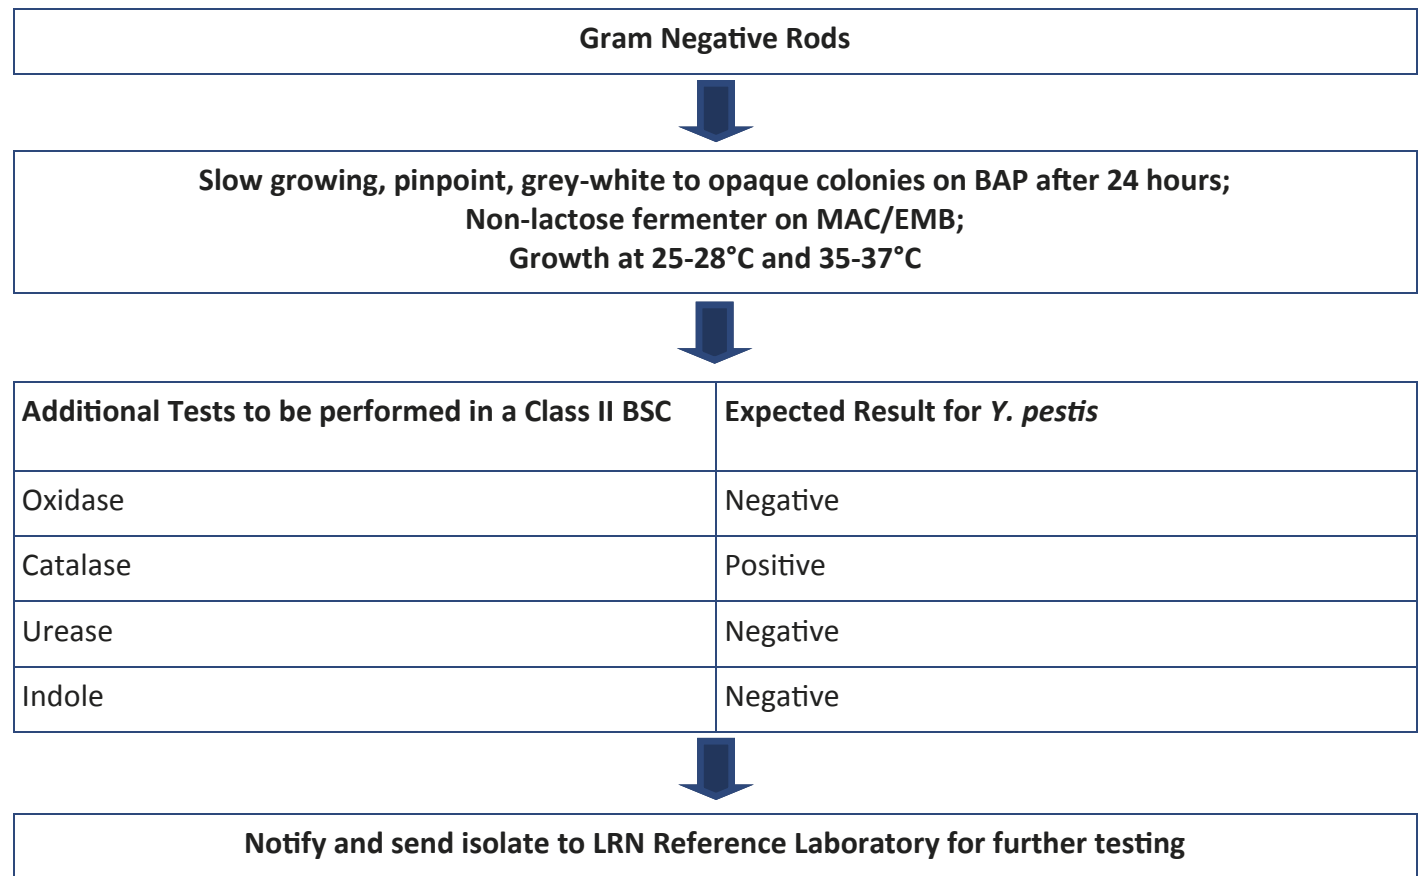 Gram Negative Rods
Slow growing, pinpoint, grey-white to opaque colonies on BAP after 24 hours;
Non-lactose fermenter on MAC/EMB;
Growth at 25-28°C and 35-37°C
Additional Tests to be performed in a Class II BSC
Expected Result for Y. pestis
Oxidase
Negative
Catalase
Positive
Urease
Negative
Indole
Negative
Notify and send isolate to LRN Reference Laboratory for further testing